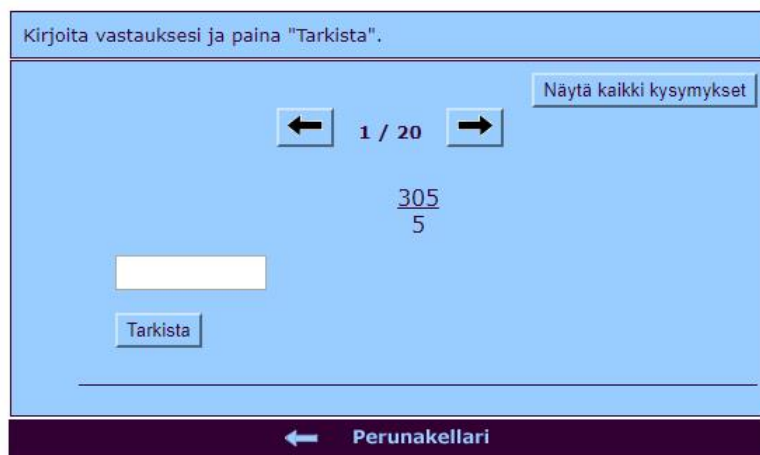 Kirjoita vastauksesi ja paina "Tarkista".
Näytä kaikki kysymykset
1 / 20
305
5
Tarkista
Perunakellari